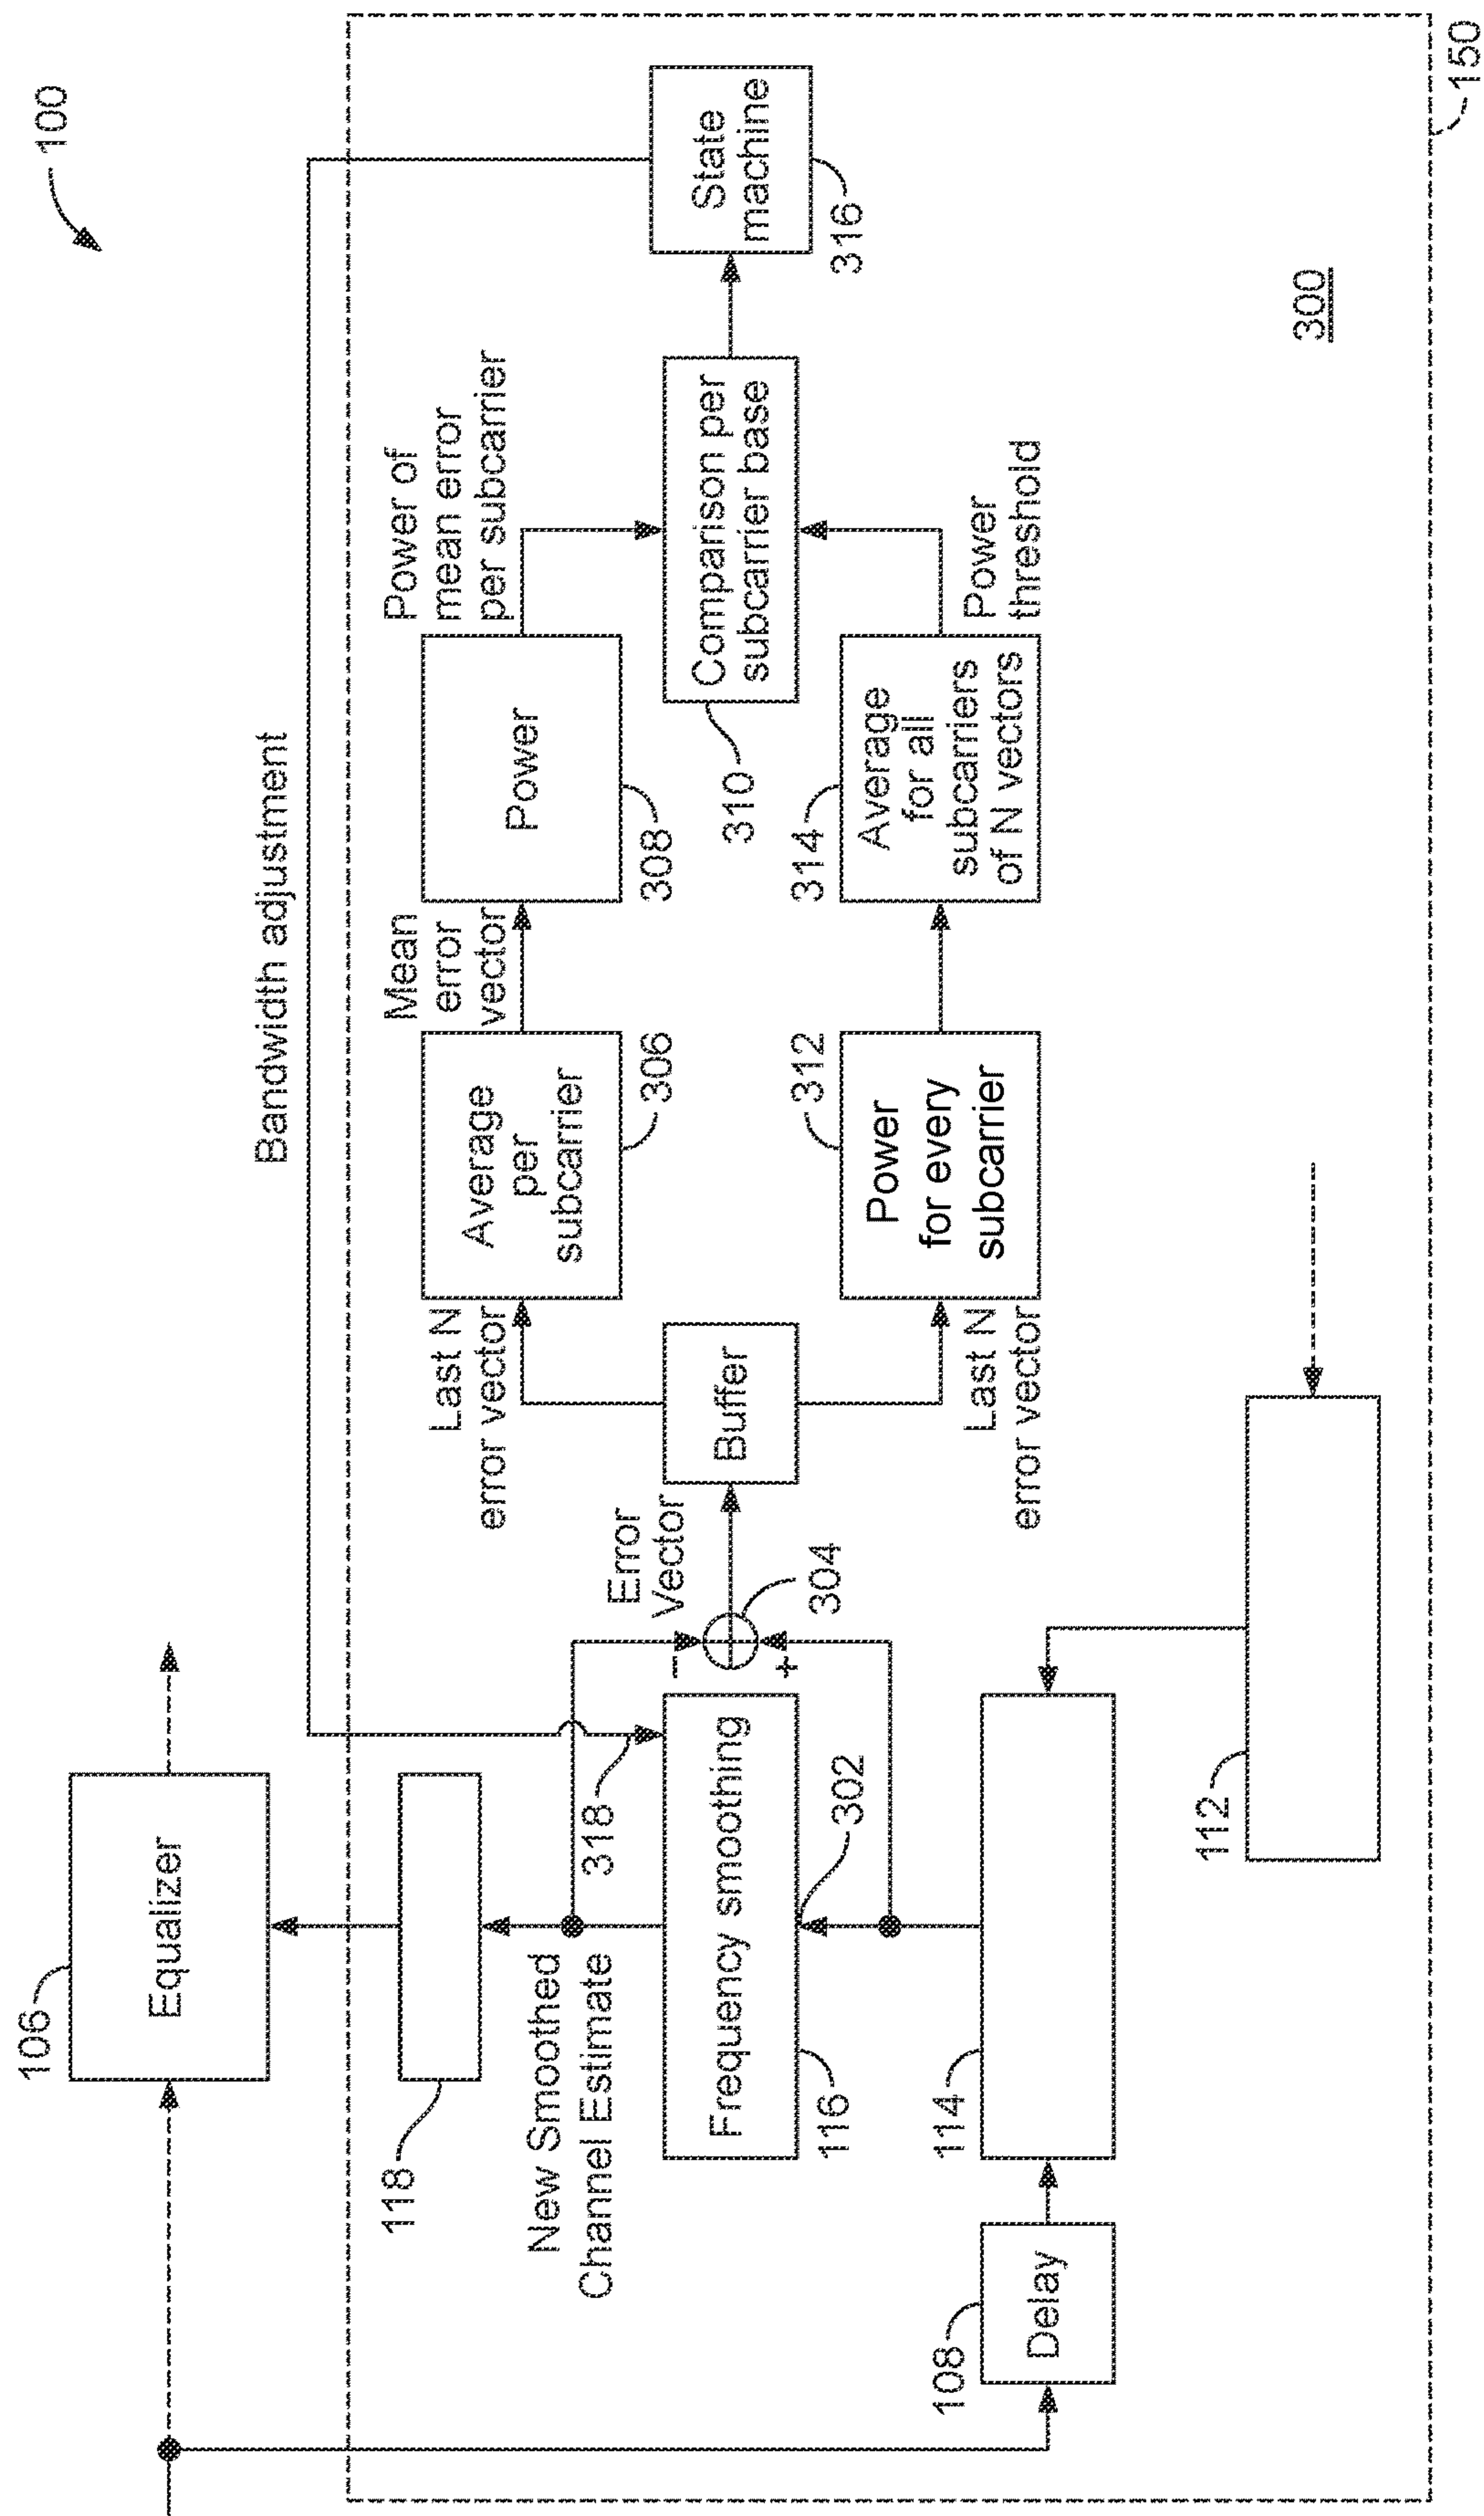 100
Bandwidth adjustment
106
Equalizer
118
New Smoothed
Channel Estimate
318
Frequency smoothing
116
302
−
+
304
Error
Vector
Buffer
Last N
error vector
Last N
error vector
Average
per
subcarrier
306
Mean
error
vector
Power
308
Power of
mean error
per subcarrier
Power
for every
subcarrier
312
Average
for all
subcarriers
of N vectors
314
Power
threshold
Comparison per
subcarrier base
310
State
machine
316
108
Delay
114
112
300
150